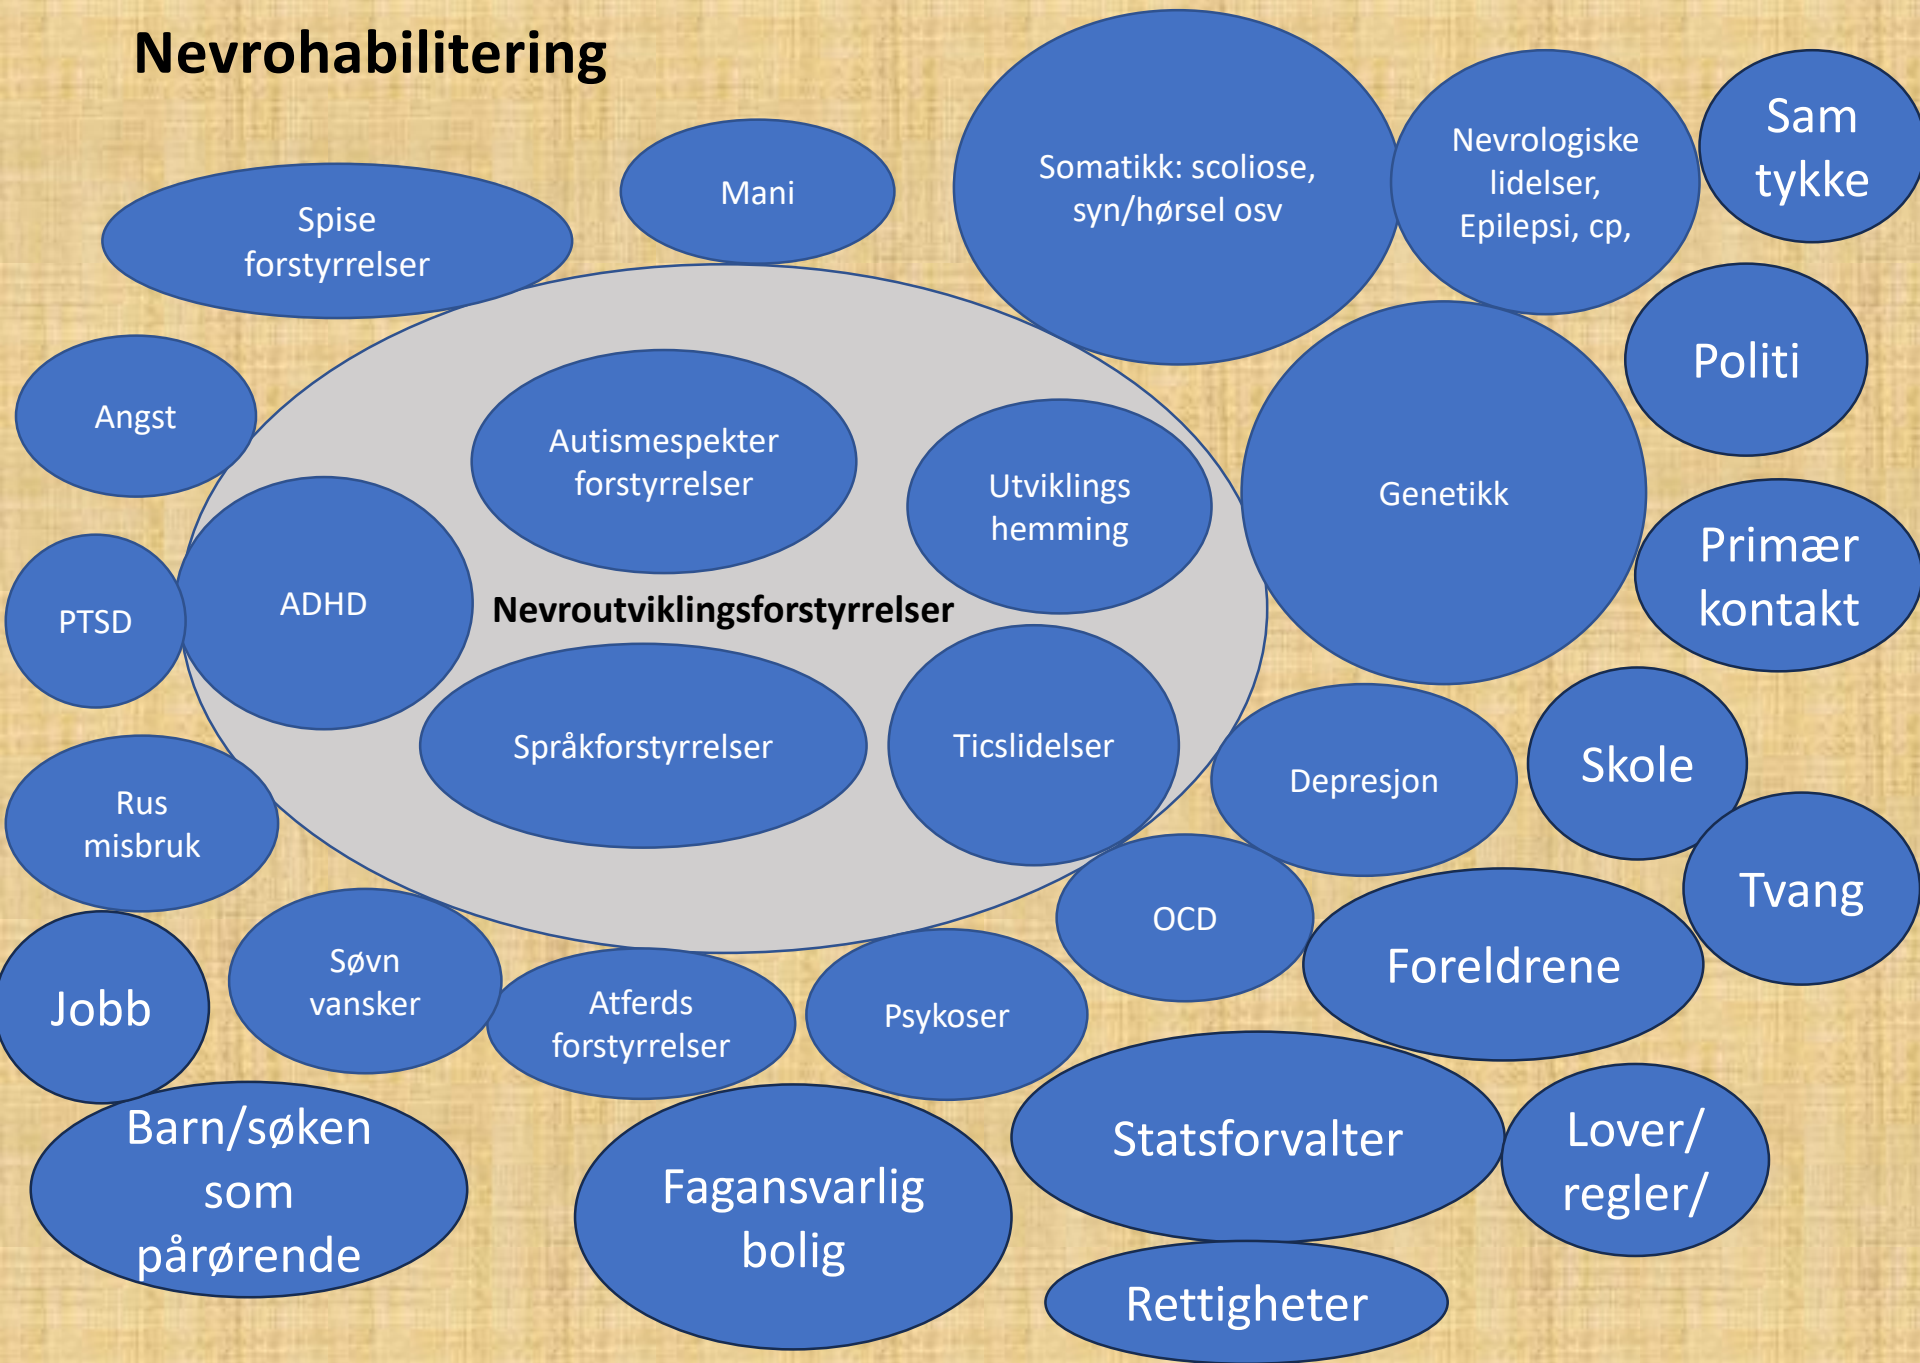 Nevrohabilitering
Somatikk: scoliose,
syn/hørsel osv
Nevrologiske
lidelser,
Epilepsi, cp,
Sam
tykke
Mani
Spise
forstyrrelser
Politi
Angst
Autismespekter
forstyrrelser
Utviklings
hemming
Genetikk
Primær
kontakt
PTSD
ADHD
Nevroutviklingsforstyrrelser
Språkforstyrrelser
Ticslidelser
Depresjon
Skole
Rus
misbruk
Tvang
OCD
Foreldrene
Jobb
Søvn
vansker
Atferds
forstyrrelser
Psykoser
Barn/søken
som
pårørende
Fagansvarlig
bolig
Statsforvalter
Lover/
regler/
Rettigheter